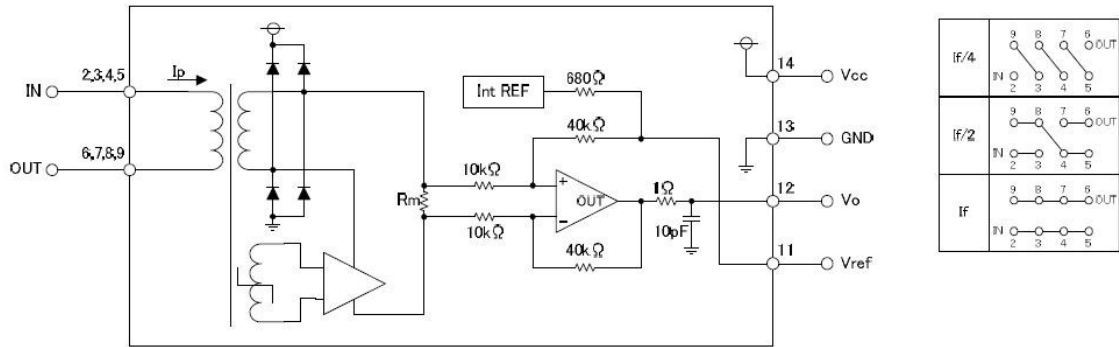 2,3,4,5
Ip
IN
6,7,8,9
OUT
Int REF
680Ω
40kΩ
10kΩ
+
Rm
OUT
−
10kΩ
40kΩ
1Ω
10pF
14
Vcc
13
GND
12
Vo
11
Vref
If/4
9 8 7 6
OUT
IN
2 3 4 5
If/2
9 8 7 6
OUT
IN
2 3 4 5
If
9 8 7 6
OUT
IN
2 3 4 5